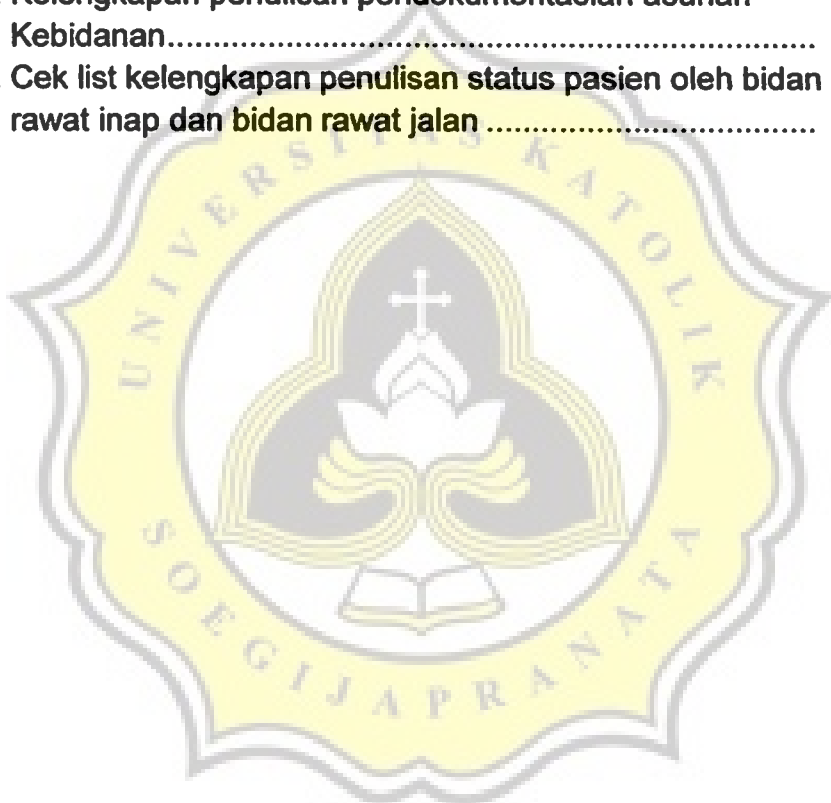 Kelengkapan penulisan pendokumentasian asuhan
Kebidanan........................................................................
Cek list kelengkapan penulisan status pasien oleh bidan
rawat inap dan bidan rawat jalan .....................................
UNIVERSITAS KATOLIK
SOEGIJAPRANATA